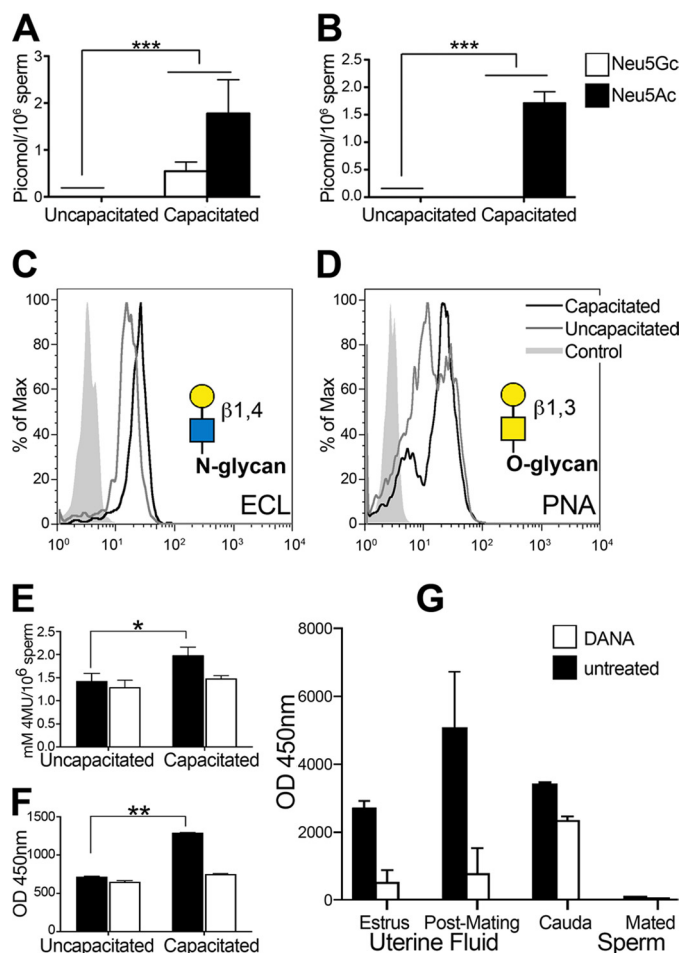 A
***
Picomol/10⁶ sperm
3
2
1
0
Uncapacitated Capacitated
B
***
Picomol/10⁶ sperm
2.5
2.0
1.5
1.0
0.5
0.0
Uncapacitated Capacitated
Neu5Gc
Neu5Ac
C
% of Max
100
80
60
40
20
0
10⁰ 10¹ 10² 10³ 10⁴
β1,4
N-glycan
ECL
D
% of Max
100
80
60
40
20
0
10⁰ 10¹ 10² 10³ 10⁴
Capacitated
Uncapacitated
Control
β1,3
O-glycan
PNA
E
*
mM 4MU/10⁶ sperm
2.5
2.0
1.5
1.0
0.5
0.0
Uncapacitated Capacitated
F
**
OD 450nm
1500
1000
500
0
Uncapacitated Capacitated
G
DANA
untreated
OD 450nm
8000
6000
4000
2000
0
Estrus Post-Mating Cauda Mated
Uterine Fluid Sperm